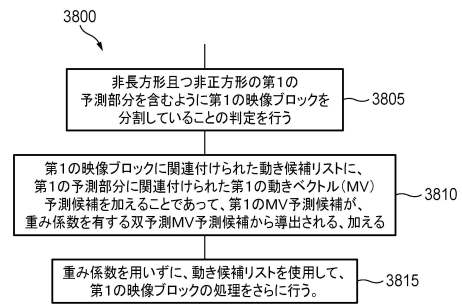 3800
非長方形且つ非正方形の第1の
予測部分を含むように第1の映像ブロックを
分割していることの判定を行う
3805
第1の映像ブロックに関連付けられた動き候補リストに、
第1の予測部分に関連付けられた第1の動きベクトル(MV)
予測候補を加えることであって、第1のMV予測候補が、
重み係数を有する双予測MV予測候補から導出される、加える
3810
重み係数を用いずに、動き候補リストを使用して、
第1の映像ブロックの処理をさらに行う。
3815